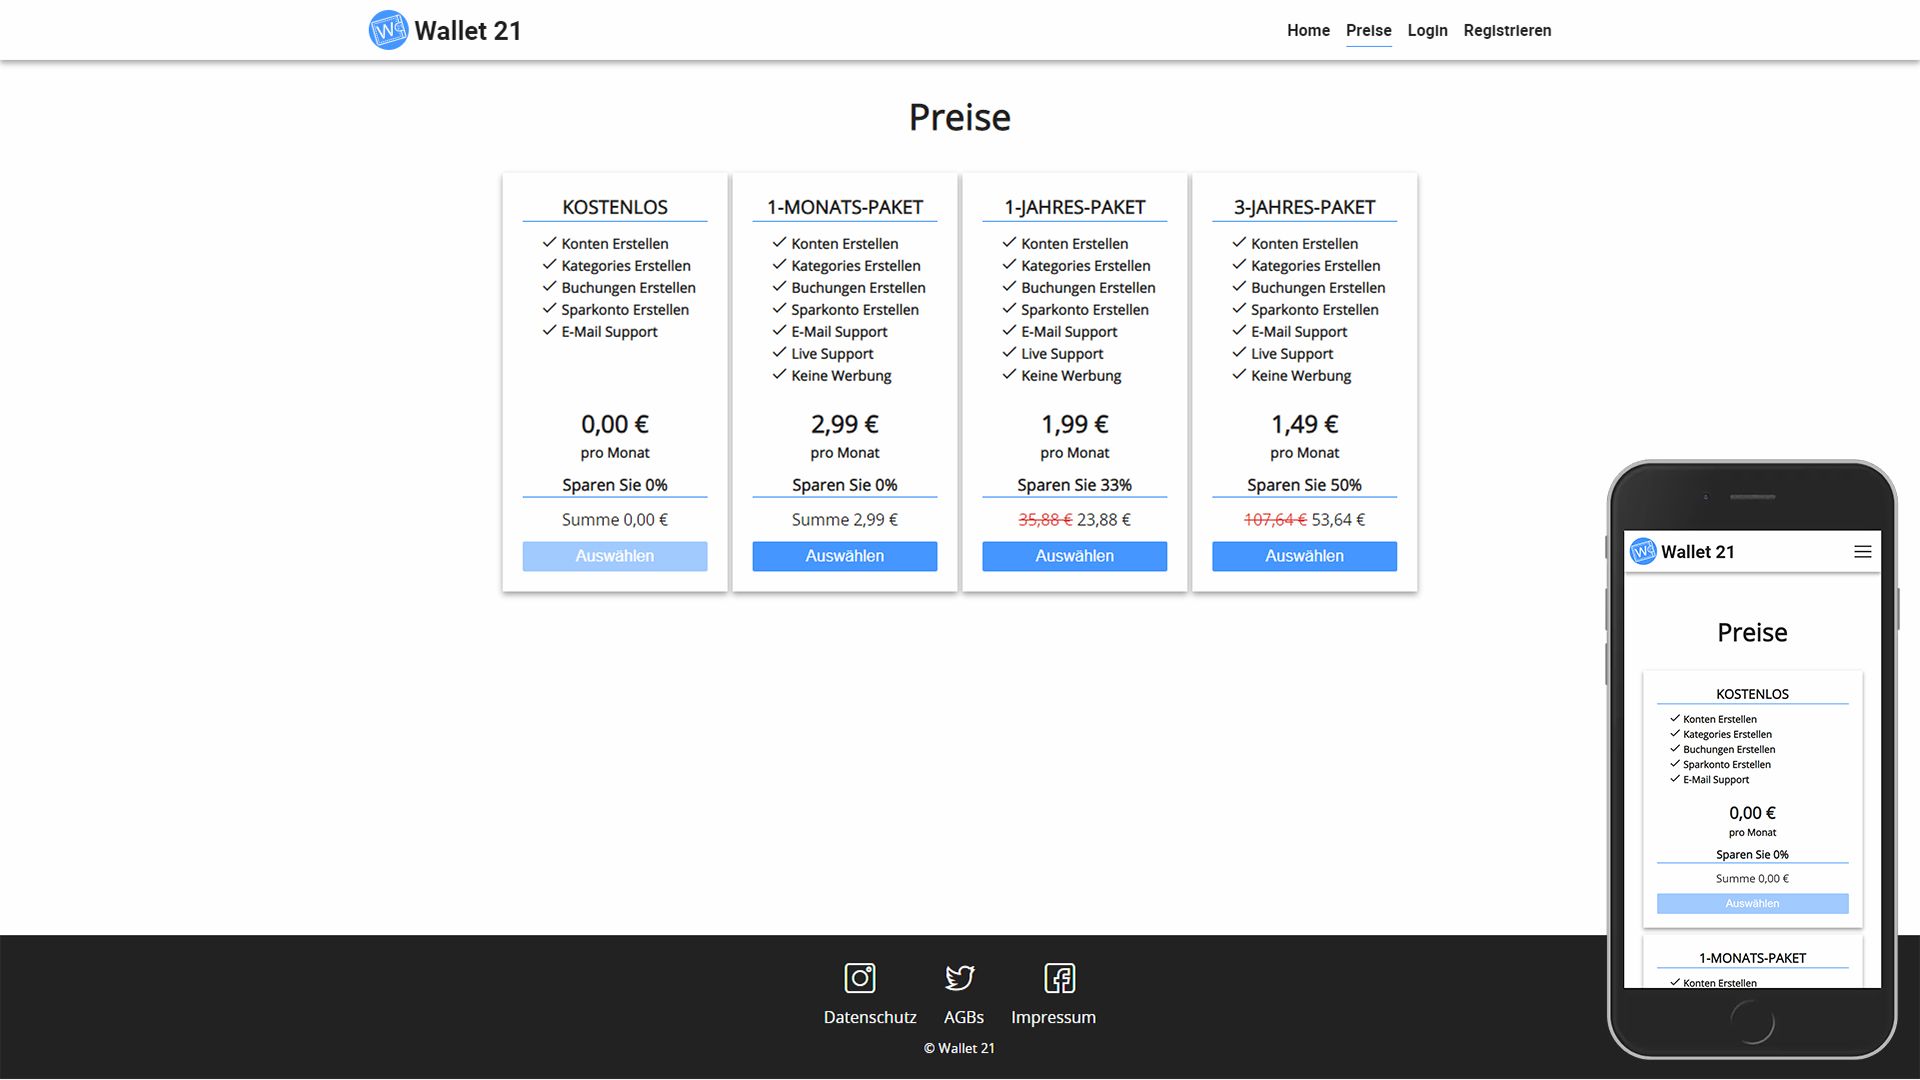 Wallet 21
Home Preise Login Registrieren
Preise
KOSTENLOS
Konten Erstellen
Kategories Erstellen
Buchungen Erstellen
Sparkonto Erstellen
E-Mail Support
0,00 €
pro Monat
Sparen Sie 0%
Summe 0,00 €
Auswählen
1-MONATS-PAKET
Konten Erstellen
Kategories Erstellen
Buchungen Erstellen
Sparkonto Erstellen
E-Mail Support
Live Support
Keine Werbung
2,99 €
pro Monat
Sparen Sie 0%
Summe 2,99 €
Auswählen
1-JAHRES-PAKET
Konten Erstellen
Kategories Erstellen
Buchungen Erstellen
Sparkonto Erstellen
E-Mail Support
Live Support
Keine Werbung
1,99 €
pro Monat
Sparen Sie 33%
35,88 € 23,88 €
Auswählen
3-JAHRES-PAKET
Konten Erstellen
Kategories Erstellen
Buchungen Erstellen
Sparkonto Erstellen
E-Mail Support
Live Support
Keine Werbung
1,49 €
pro Monat
Sparen Sie 50%
107,64 € 53,64 €
Auswählen
Wallet 21
Preise
KOSTENLOS
Konten Erstellen
Kategories Erstellen
Buchungen Erstellen
Sparkonto Erstellen
E-Mail Support
0,00 €
pro Monat
Sparen Sie 0%
Summe 0,00 €
Auswählen
1-MONATS-PAKET
Konten Erstellen
Datenschutz AGBs Impressum
© Wallet 21